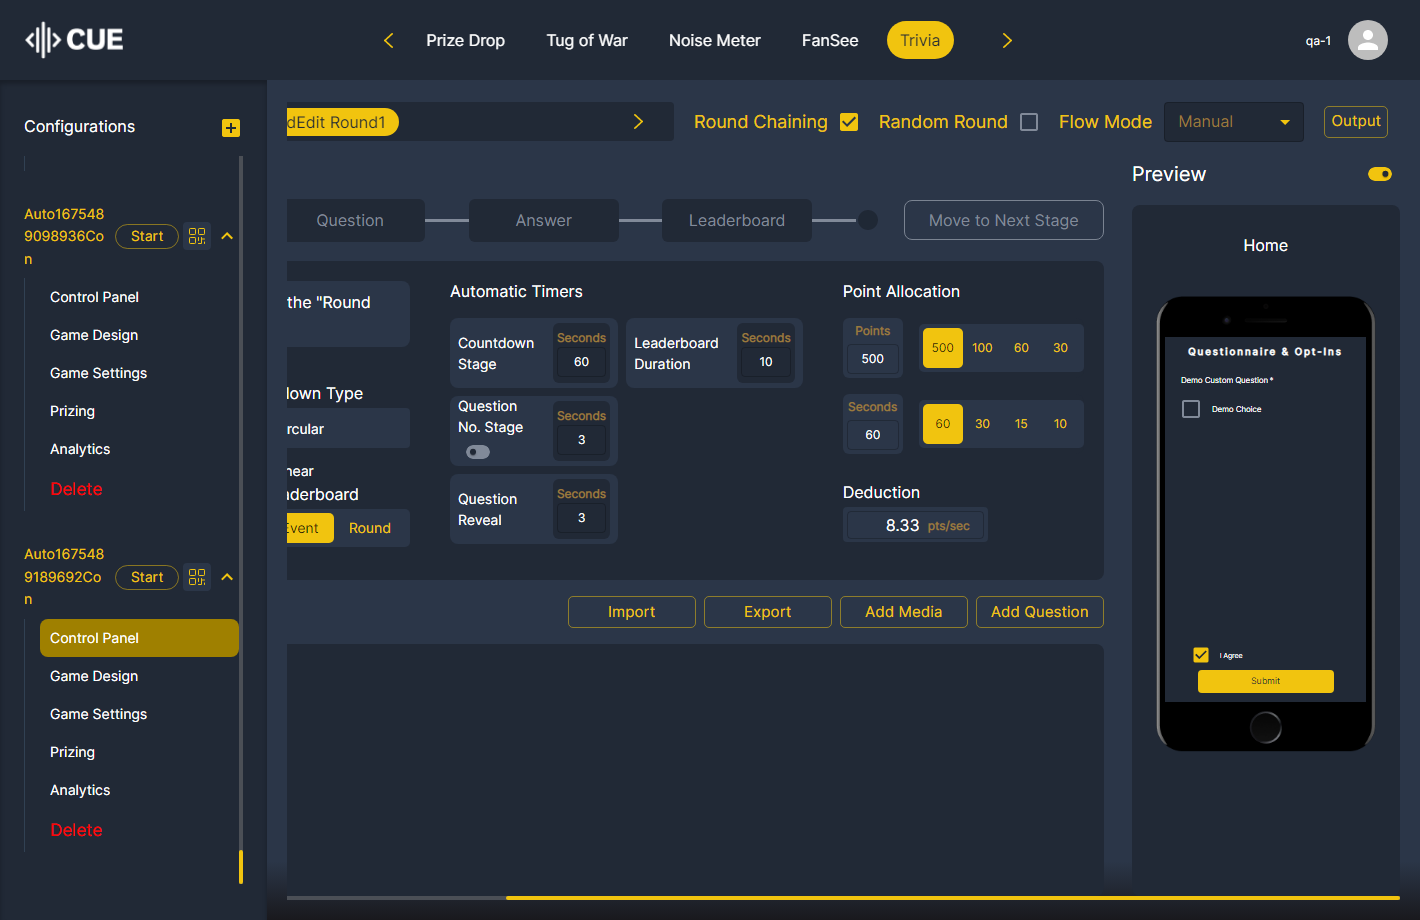 CUE
Prize Drop
Tug of War
Noise Meter
FanSee
Trivia
qa-1
Configurations
Auto167548
9098936Co
n
Start
Control Panel
Game Design
Game Settings
Prizing
Analytics
Delete
Auto167548
9189692Co
n
Start
Control Panel
Game Design
Game Settings
Prizing
Analytics
Delete
dEdit Round1
Round Chaining
Random Round
Flow Mode
Manual
Output
Question
Answer
Leaderboard
Move to Next Stage
the "Round
down Type
rcular
near
aderboard
Event
Round
Automatic Timers
Countdown
Stage
Seconds
60
Leaderboard
Duration
Seconds
10
Question
No. Stage
Seconds
3
Question
Reveal
Seconds
3
Point Allocation
Points
500
500
100
60
30
Seconds
60
60
30
15
10
Deduction
8.33 pts/sec
Import
Export
Add Media
Add Question
Preview
Home
Questionnaire & Opt-Ins
Demo Custom Question *
Demo Choice
I Agree
Submit